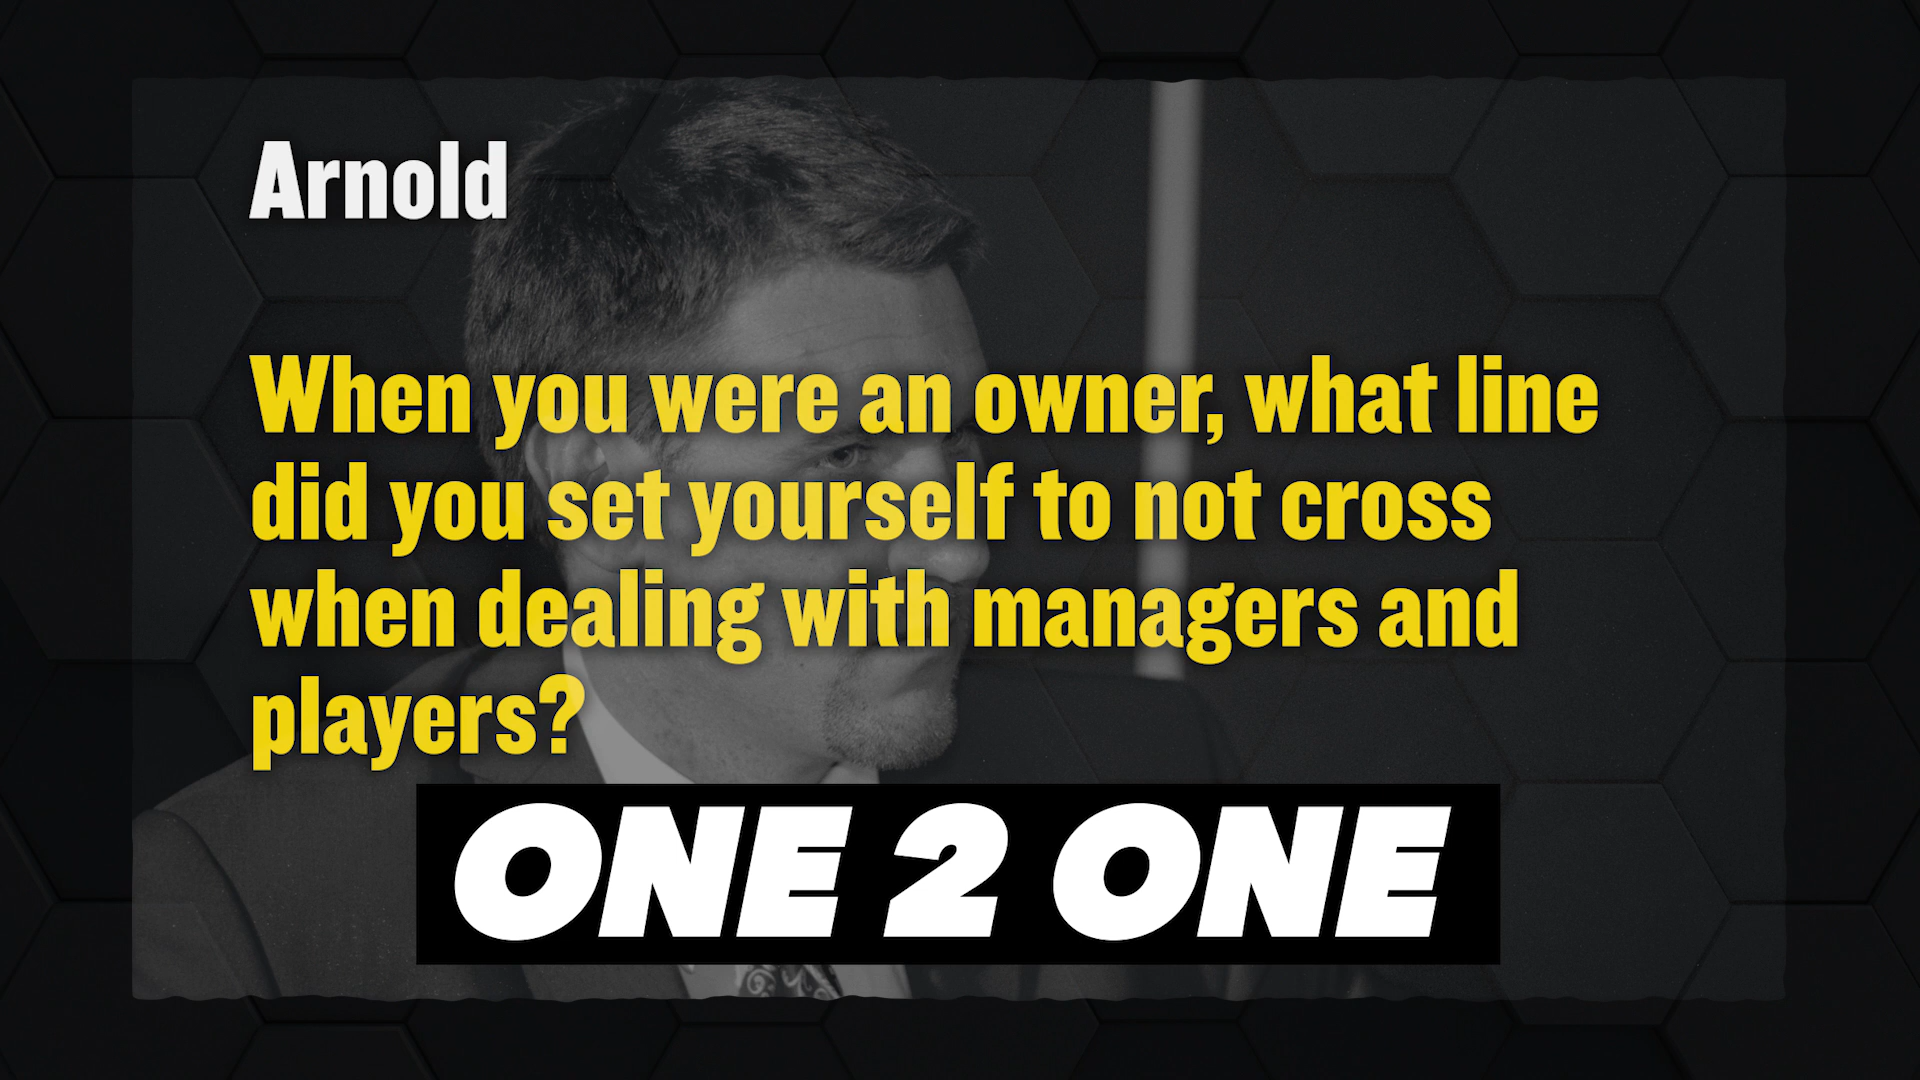 Arnold
When you were an owner, what line
did you set yourself to not cross
when dealing with managers and
players?
ONE 2 ONE